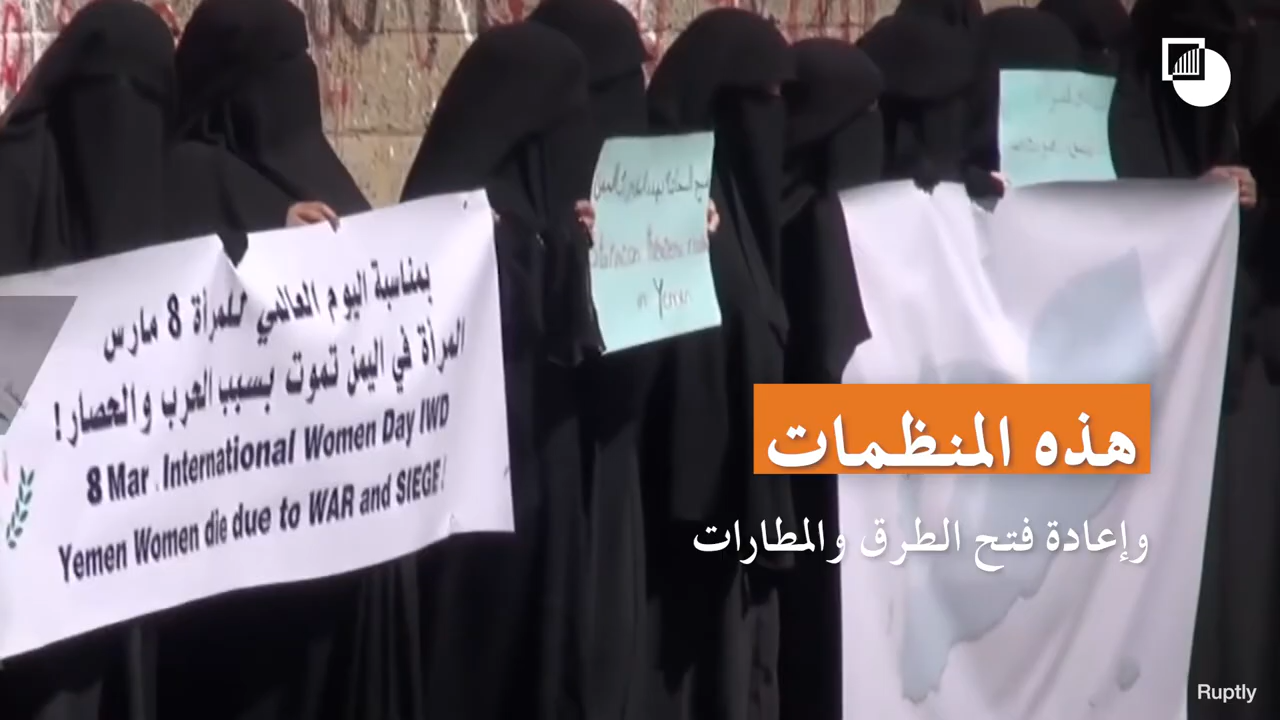 بمناسبة اليوم العالمي للمرأة 8 مارس
المرأة في اليمن تموت بسبب الحرب والحصار !
8 Mar . International Women Day IWD
Yemen Women die due to WAR and SIEGE !
in Yemen
هذه المنظمات
وإعادة فتح الطرق والمطارات
Ruptly